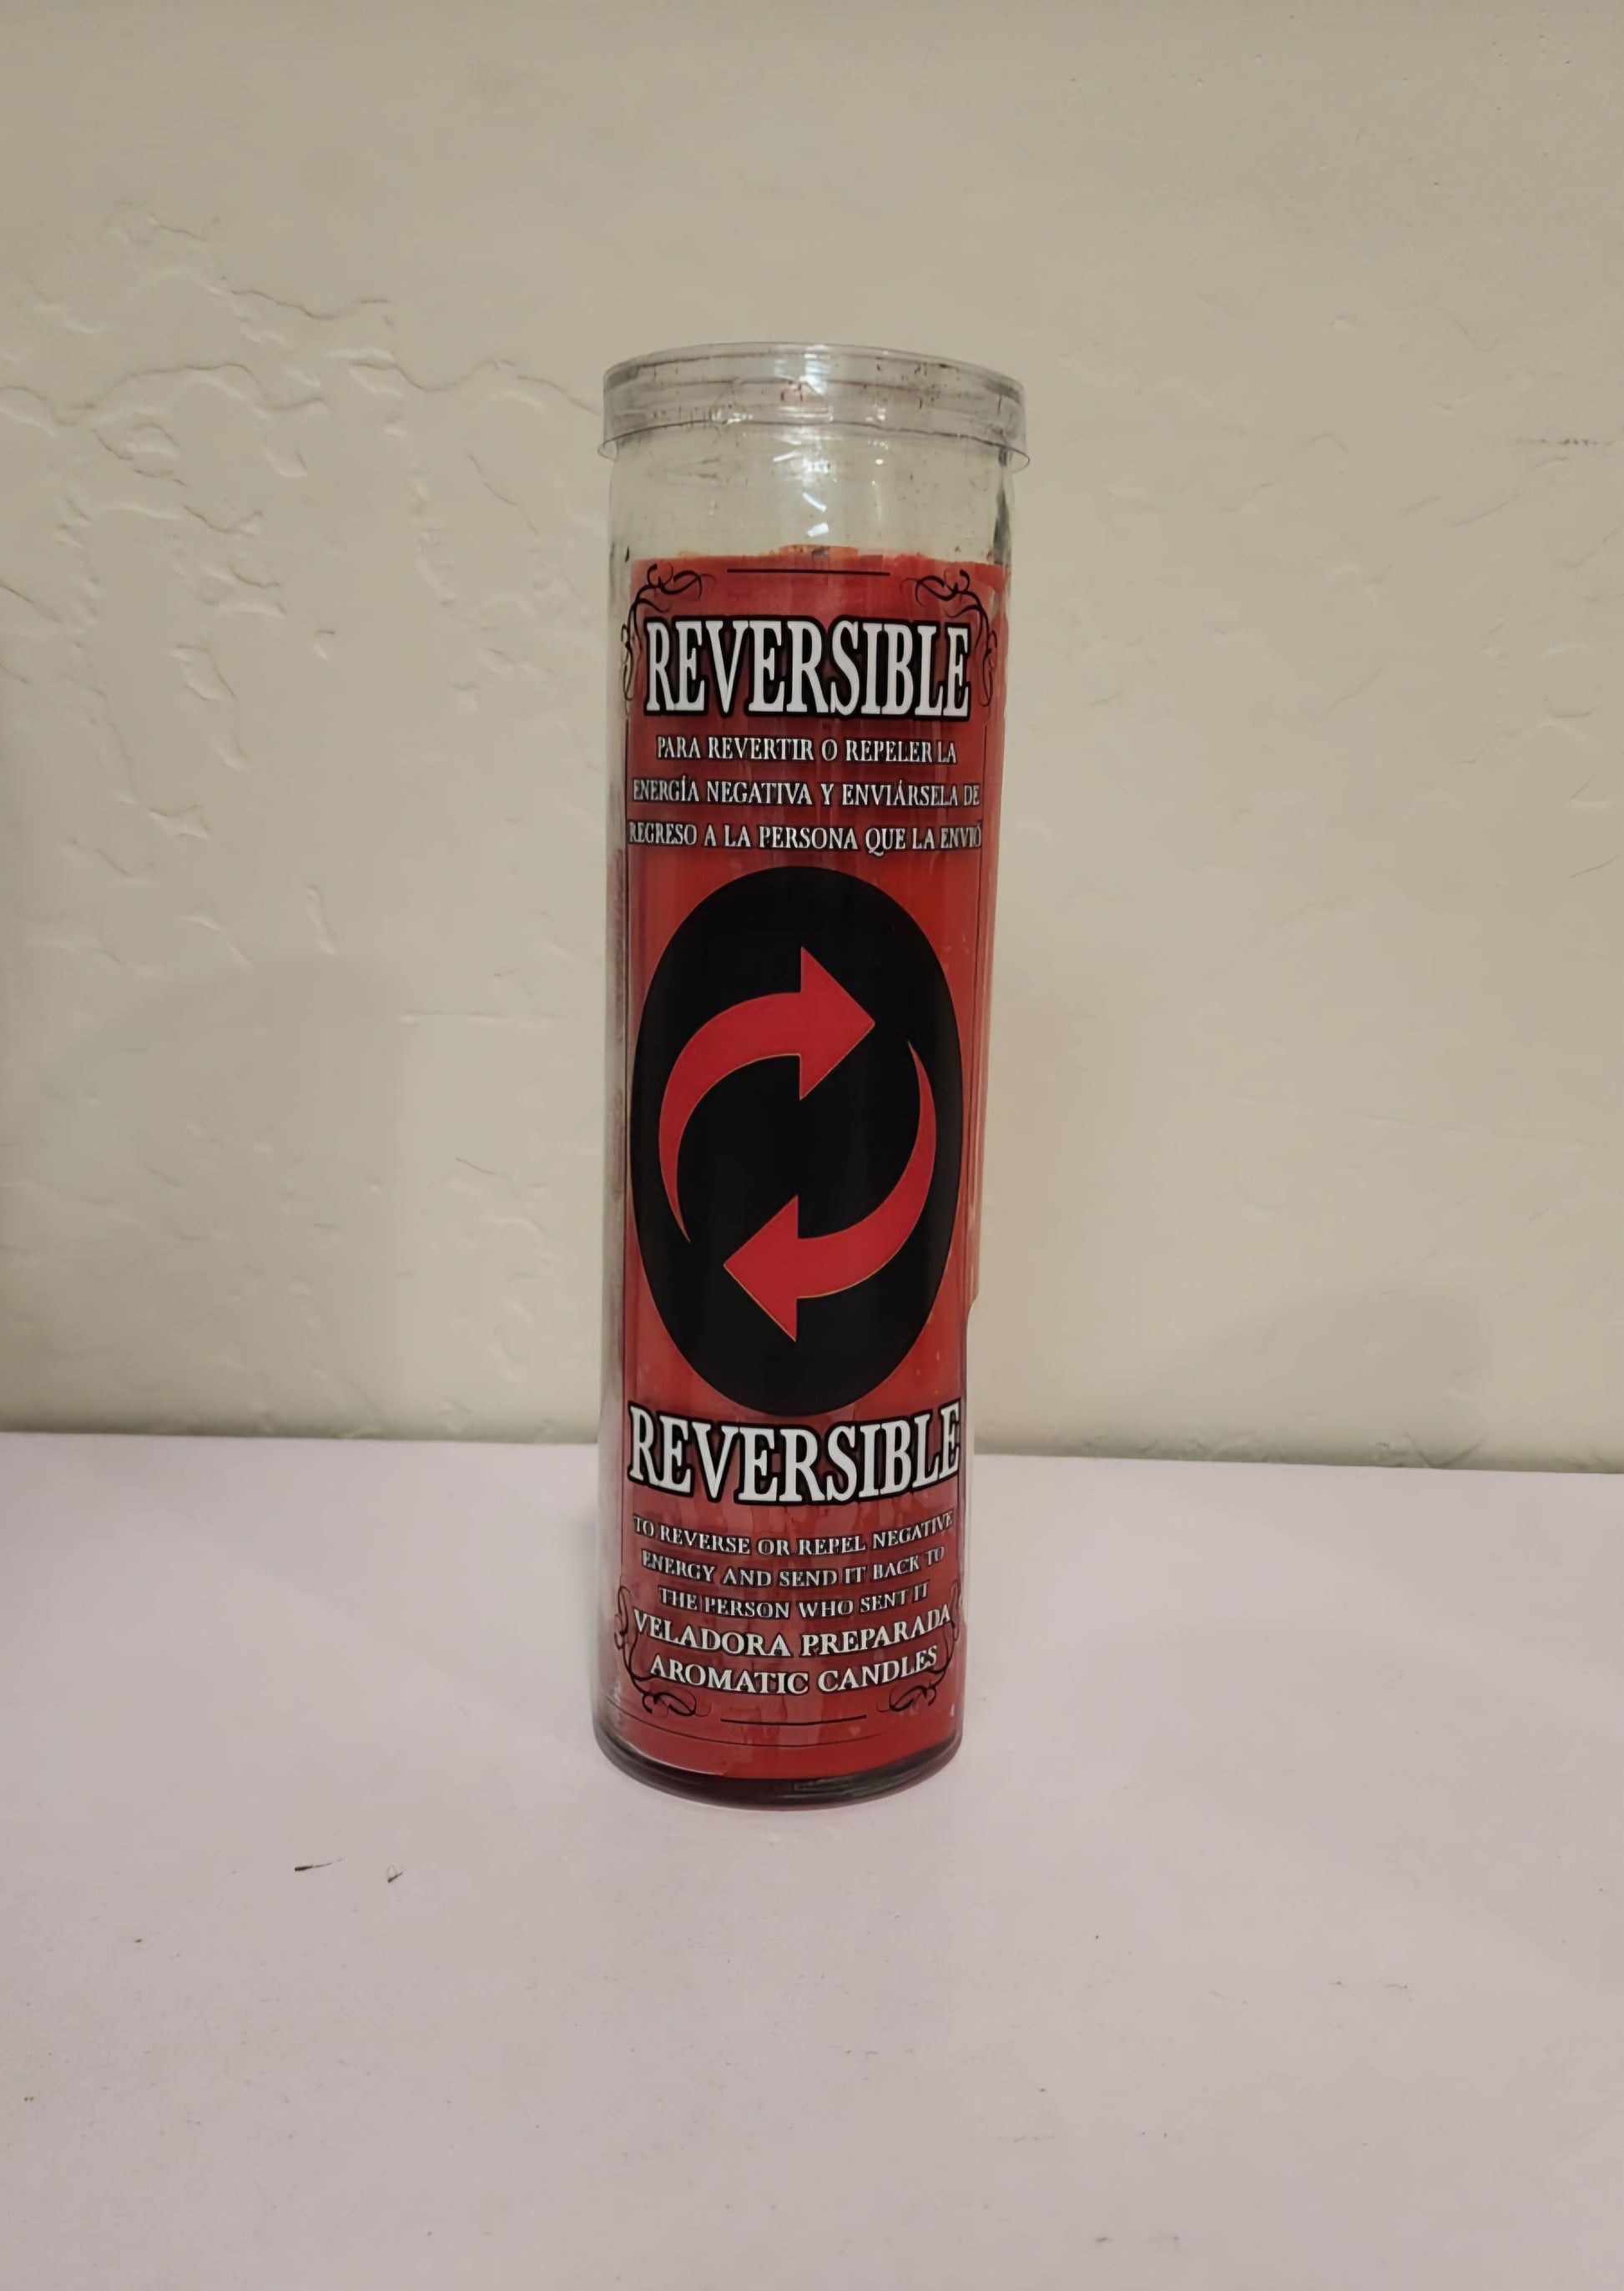 REVERSIBLE
PARA REVERTIR O REPELER LA
ENERGÍA NEGATIVA Y ENVIÁRSELA DE
REGRESO A LA PERSONA QUE LA ENVIÓ
REVERSIBLE
TO REVERSE OR REPEL NEGATIVE
ENERGY AND SEND IT BACK TO
THE PERSON WHO SENT IT
VELADORA PREPARADA
AROMATIC CANDLES